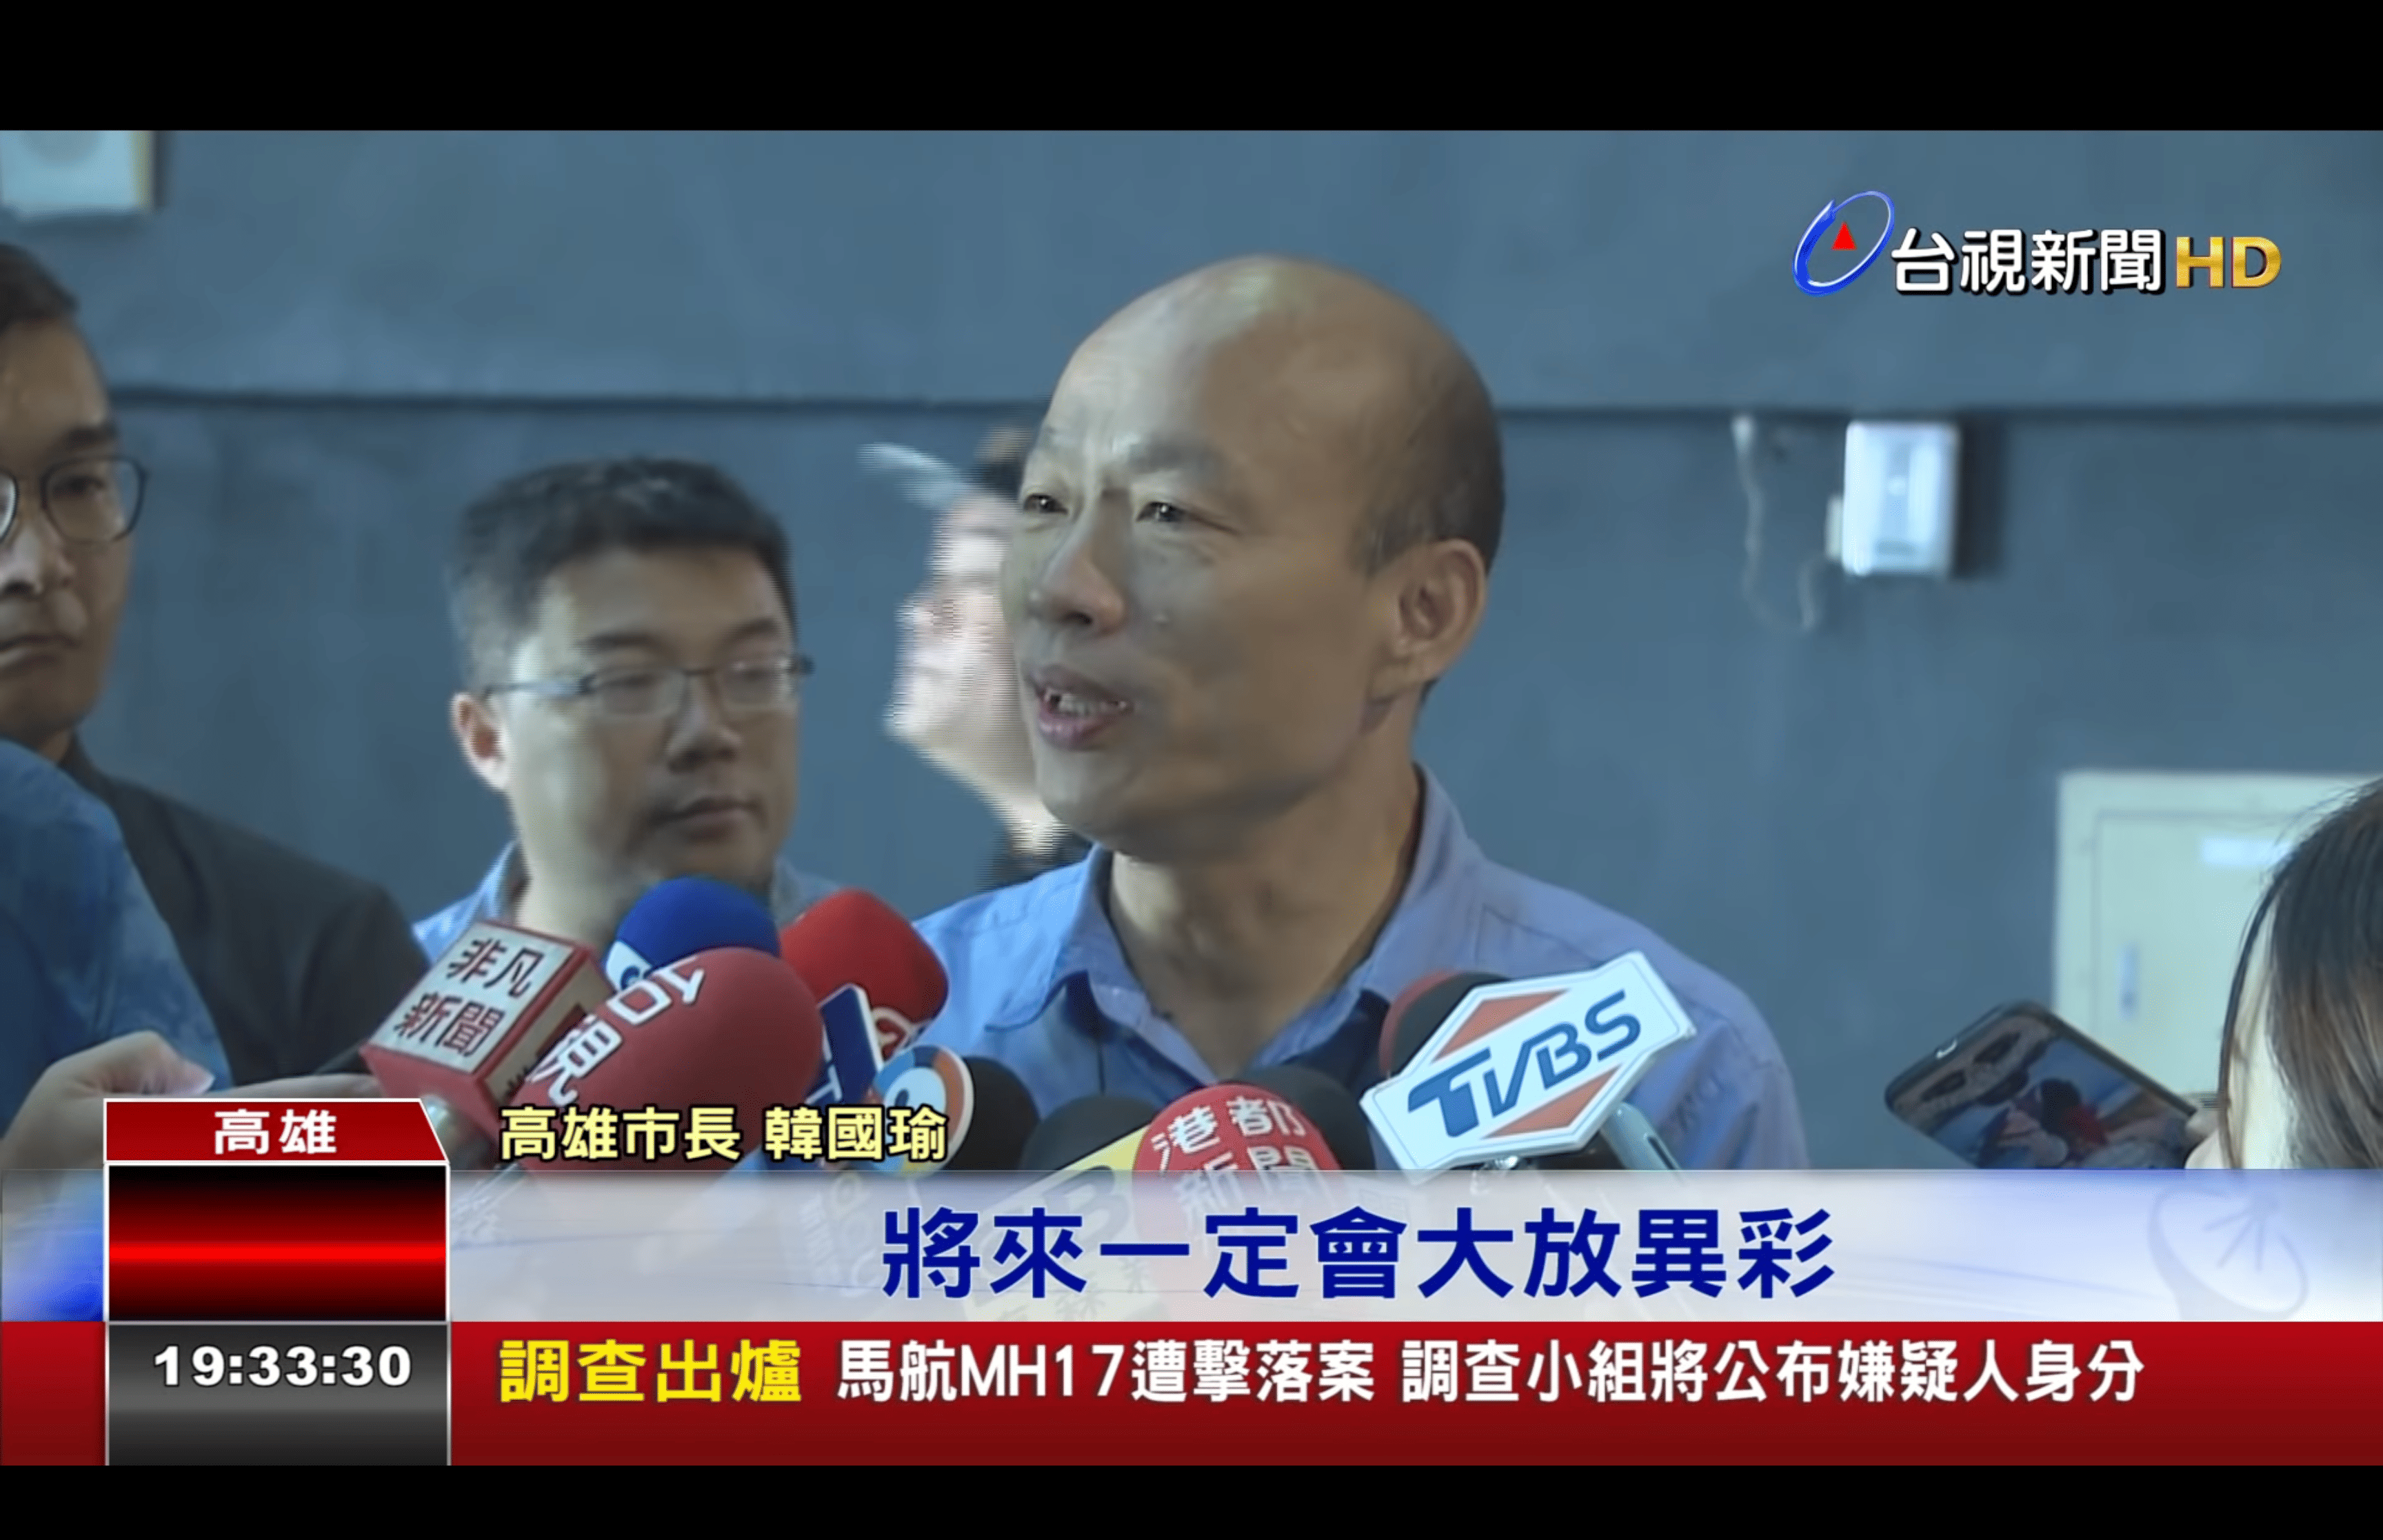 台視新聞HD
非凡
新聞
TVBS
港都
新聞
高雄
高雄市長 韓國瑜
將來一定會大放異彩
19:33:30
調查出爐 馬航MH17遭擊落案 調查小組將公布嫌疑人身分